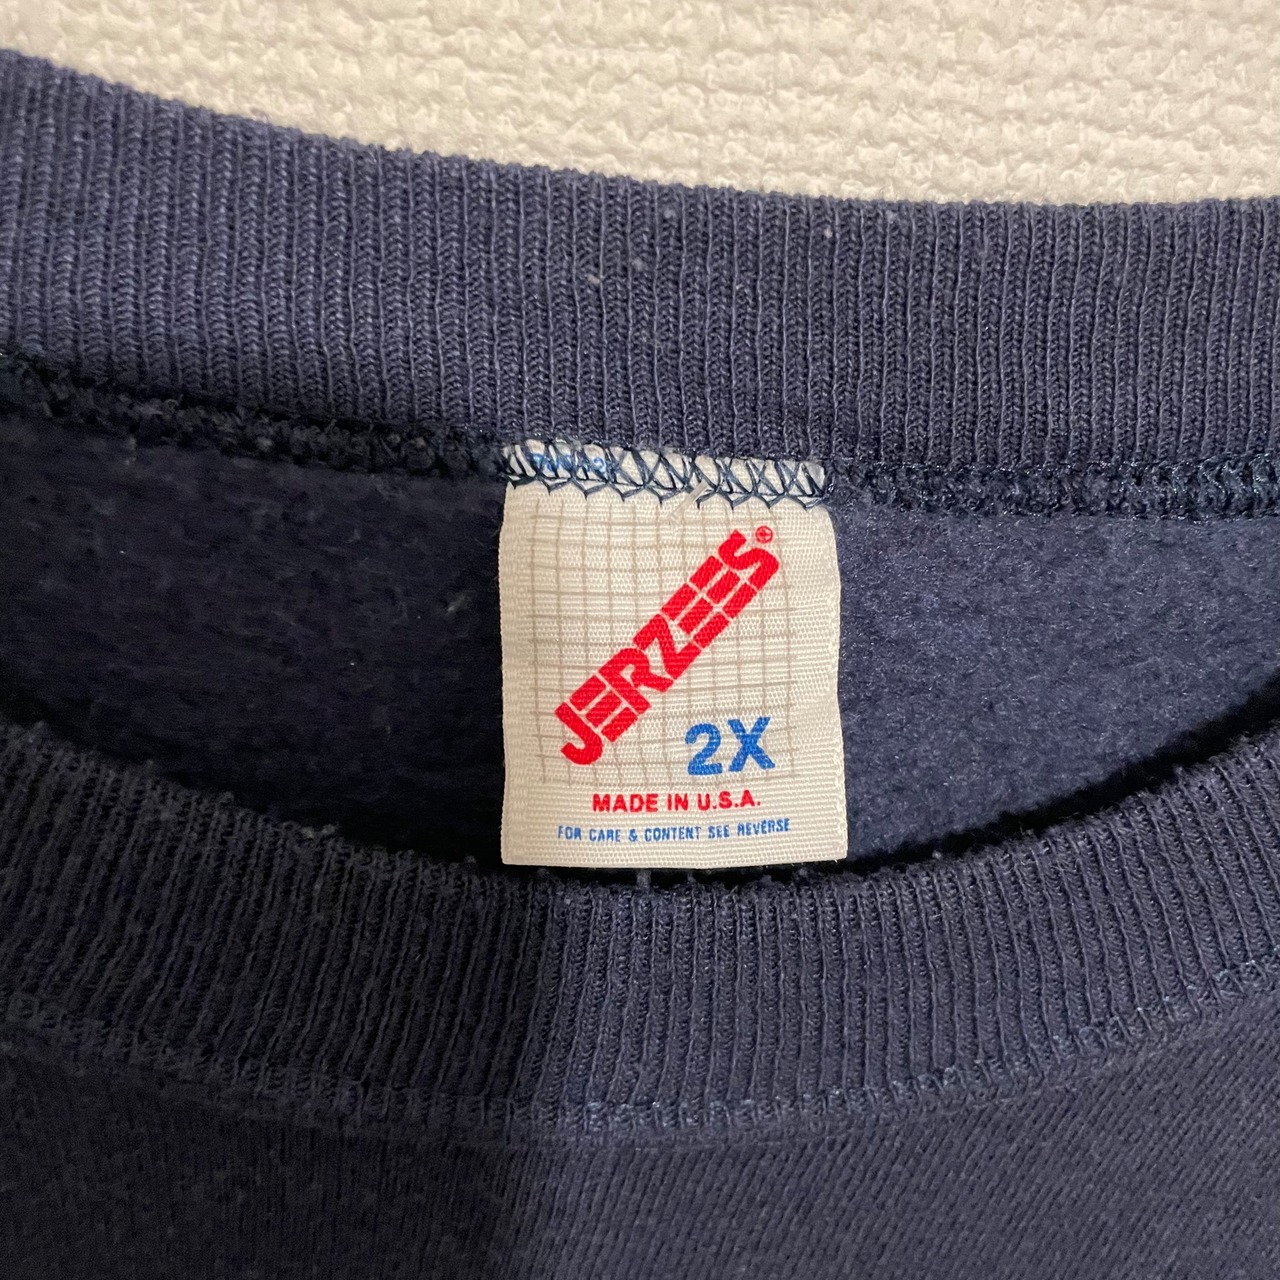 JERZEES®
2X
MADE IN U.S.A.
FOR CARE & CONTENT SEE REVERSE